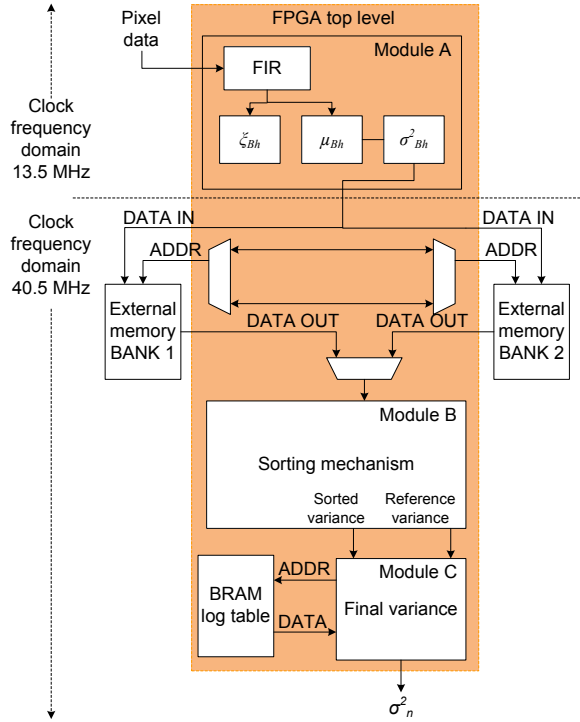 FPGA top level
Pixel
data
Module A
FIR
ξBh
μBh
σ²Bh
Clock
frequency
domain
13.5 MHz
Clock
frequency
domain
40.5 MHz
DATA IN
DATA IN
ADDR
ADDR
External
memory
BANK 1
External
memory
BANK 2
DATA OUT
DATA OUT
Module B
Sorting mechanism
Sorted
variance
Reference
variance
Module C
Final variance
ADDR
BRAM
log table
DATA
σ²n